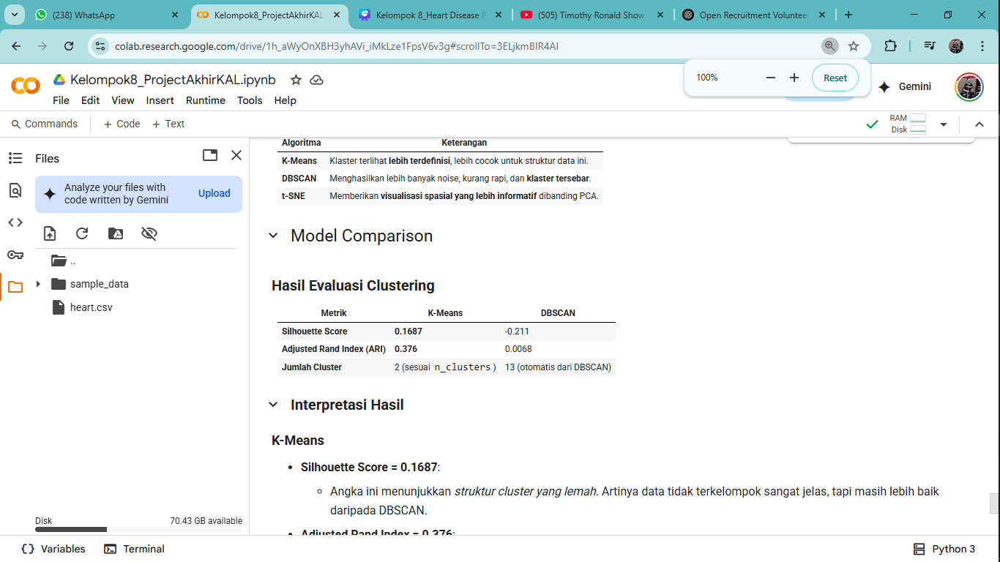 (238) WhatsApp
Kelompok8_ProjectAkhirKAL
Kelompok 8_Heart Disease P
(505) Timothy Ronald Show
Open Recruitment Voluntee
colab.research.google.com/drive/1h_aWyOnXBH3yhAVi_iMkLze1FpsV6v3g#scrollTo=3ELjkmBlR4AI
100%
Reset
CO
Kelompok8_ProjectAkhirKAL.ipynb
File Edit View Insert Runtime Tools Help
Gemini
Commands + Code + Text
RAM
Disk
Files
Analyze your files with
code written by Gemini
Upload
..
sample_data
heart.csv
Disk 70.43 GB available
Algoritma Keterangan
K-Means Klaster terlihat lebih terdefinisi, lebih cocok untuk struktur data ini.
DBSCAN Menghasilkan lebih banyak noise, kurang rapi, dan klaster tersebar.
t-SNE Memberikan visualisasi spasial yang lebih informatif dibanding PCA.
Model Comparison
Hasil Evaluasi Clustering
Metrik K-Means DBSCAN
Silhouette Score 0.1687 -0.211
Adjusted Rand Index (ARI) 0.376 0.0068
Jumlah Cluster 2 (sesuai n_clusters) 13 (otomatis dari DBSCAN)
Interpretasi Hasil
K-Means
• Silhouette Score = 0.1687:
◦ Angka ini menunjukkan struktur cluster yang lemah. Artinya data tidak terkelompok sangat jelas, tapi masih lebih baik
daripada DBSCAN.
• Adjusted Rand Index = 0.376:
Variables Terminal
Python 3